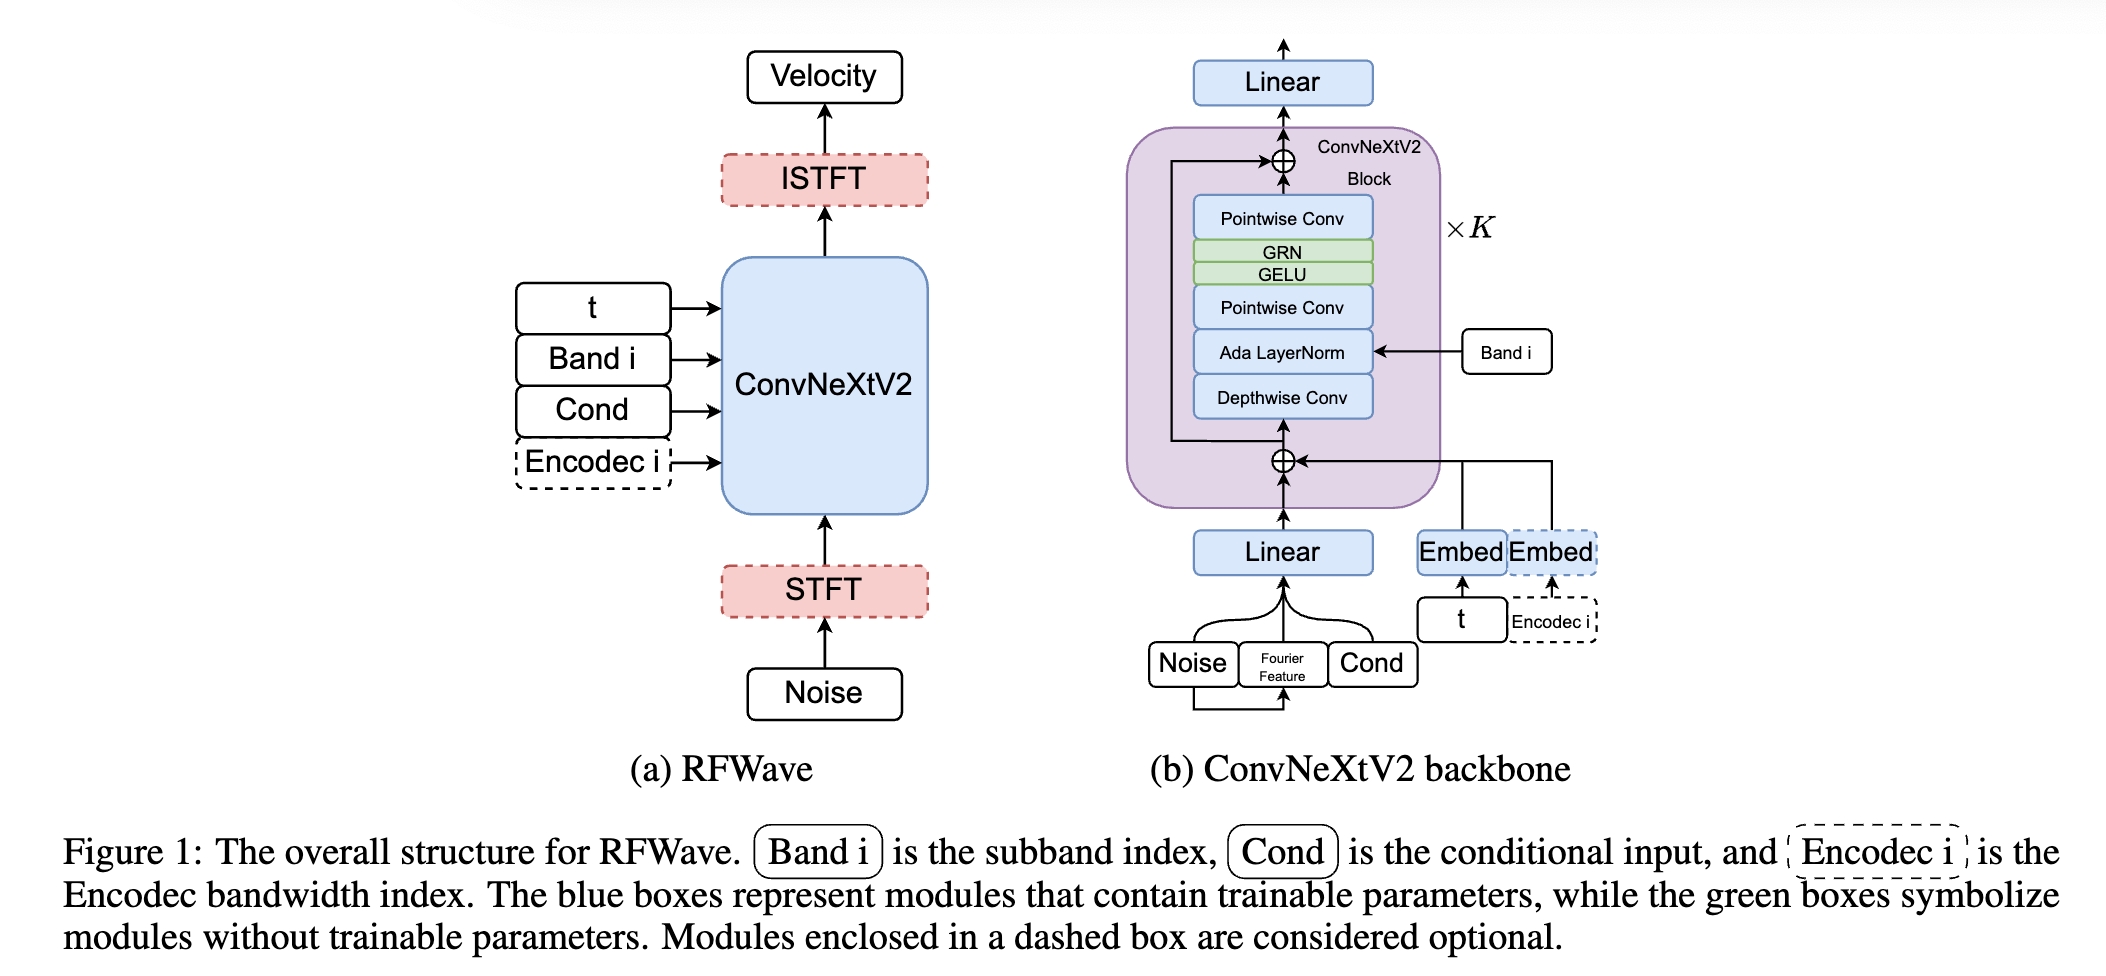 Velocity
ISTFT
t
Band i
Cond
Encodec i
ConvNeXtV2
STFT
Noise
(a) RFWave
Linear
ConvNeXtV2
Block
Pointwise Conv
GRN
GELU
Pointwise Conv
Ada LayerNorm
Depthwise Conv
×K
Band i
Linear
Embed Embed
t
Encodec i
Noise
Fourier
Feature
Cond
(b) ConvNeXtV2 backbone
Figure 1: The overall structure for RFWave. Band i is the subband index, Cond is the conditional input, and Encodec i is the
Encodec bandwidth index. The blue boxes represent modules that contain trainable parameters, while the green boxes symbolize
modules without trainable parameters. Modules enclosed in a dashed box are considered optional.